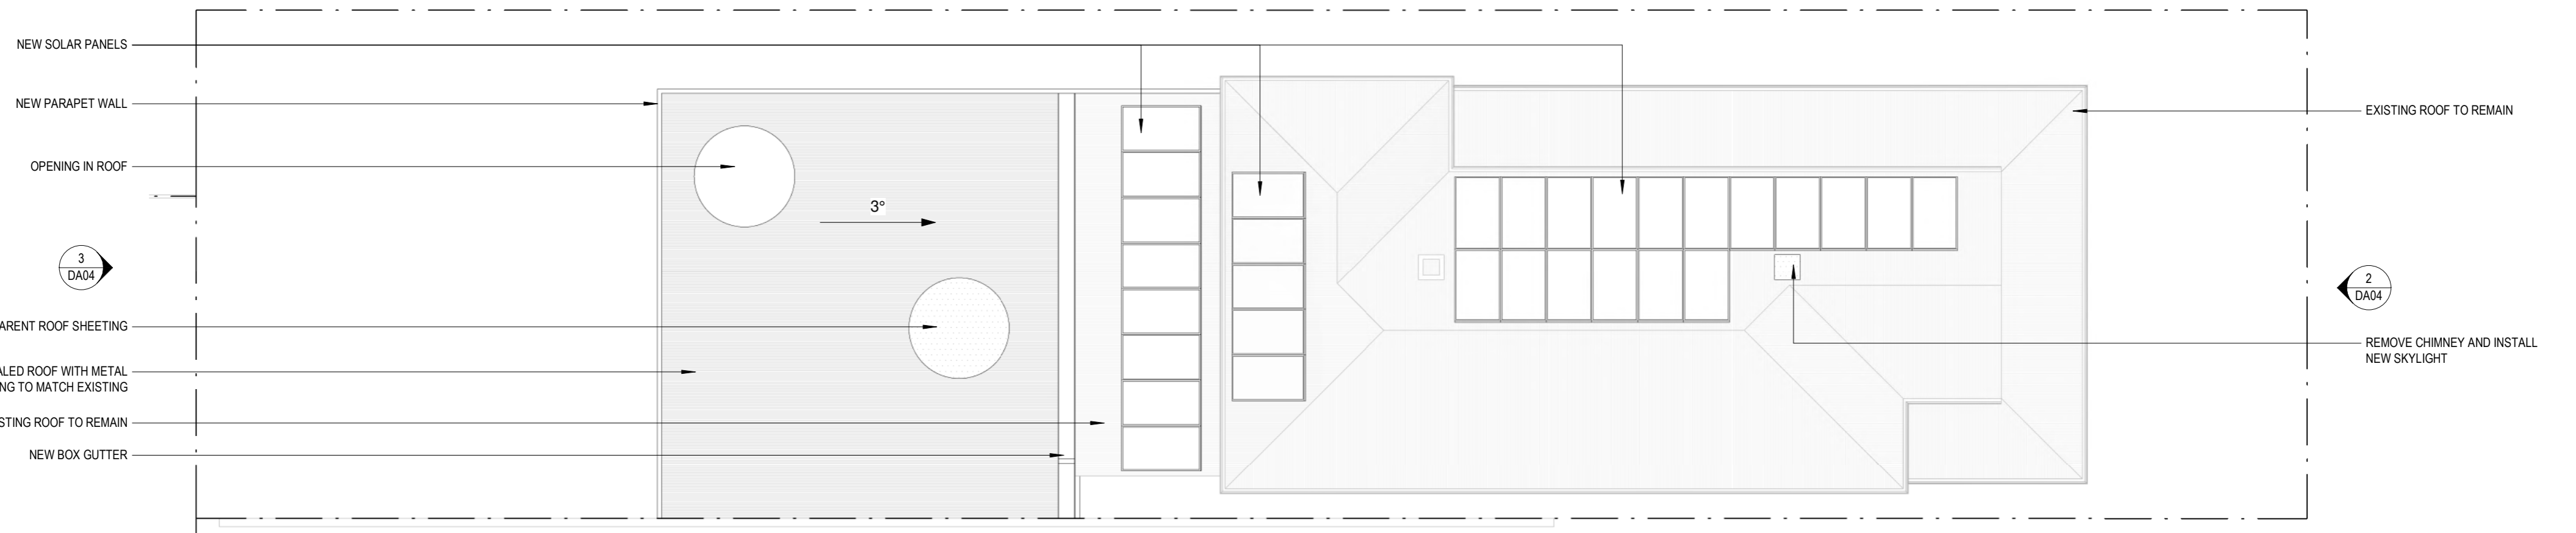 NEW SOLAR PANELS
NEW PARAPET WALL
EXISTING ROOF TO REMAIN
OPENING IN ROOF
3°
3
DA04
2
DA04
ARENT ROOF SHEETING
REMOVE CHIMNEY AND INSTALL
NEW SKYLIGHT
ALED ROOF WITH METAL
NG TO MATCH EXISTING
STING ROOF TO REMAIN
NEW BOX GUTTER